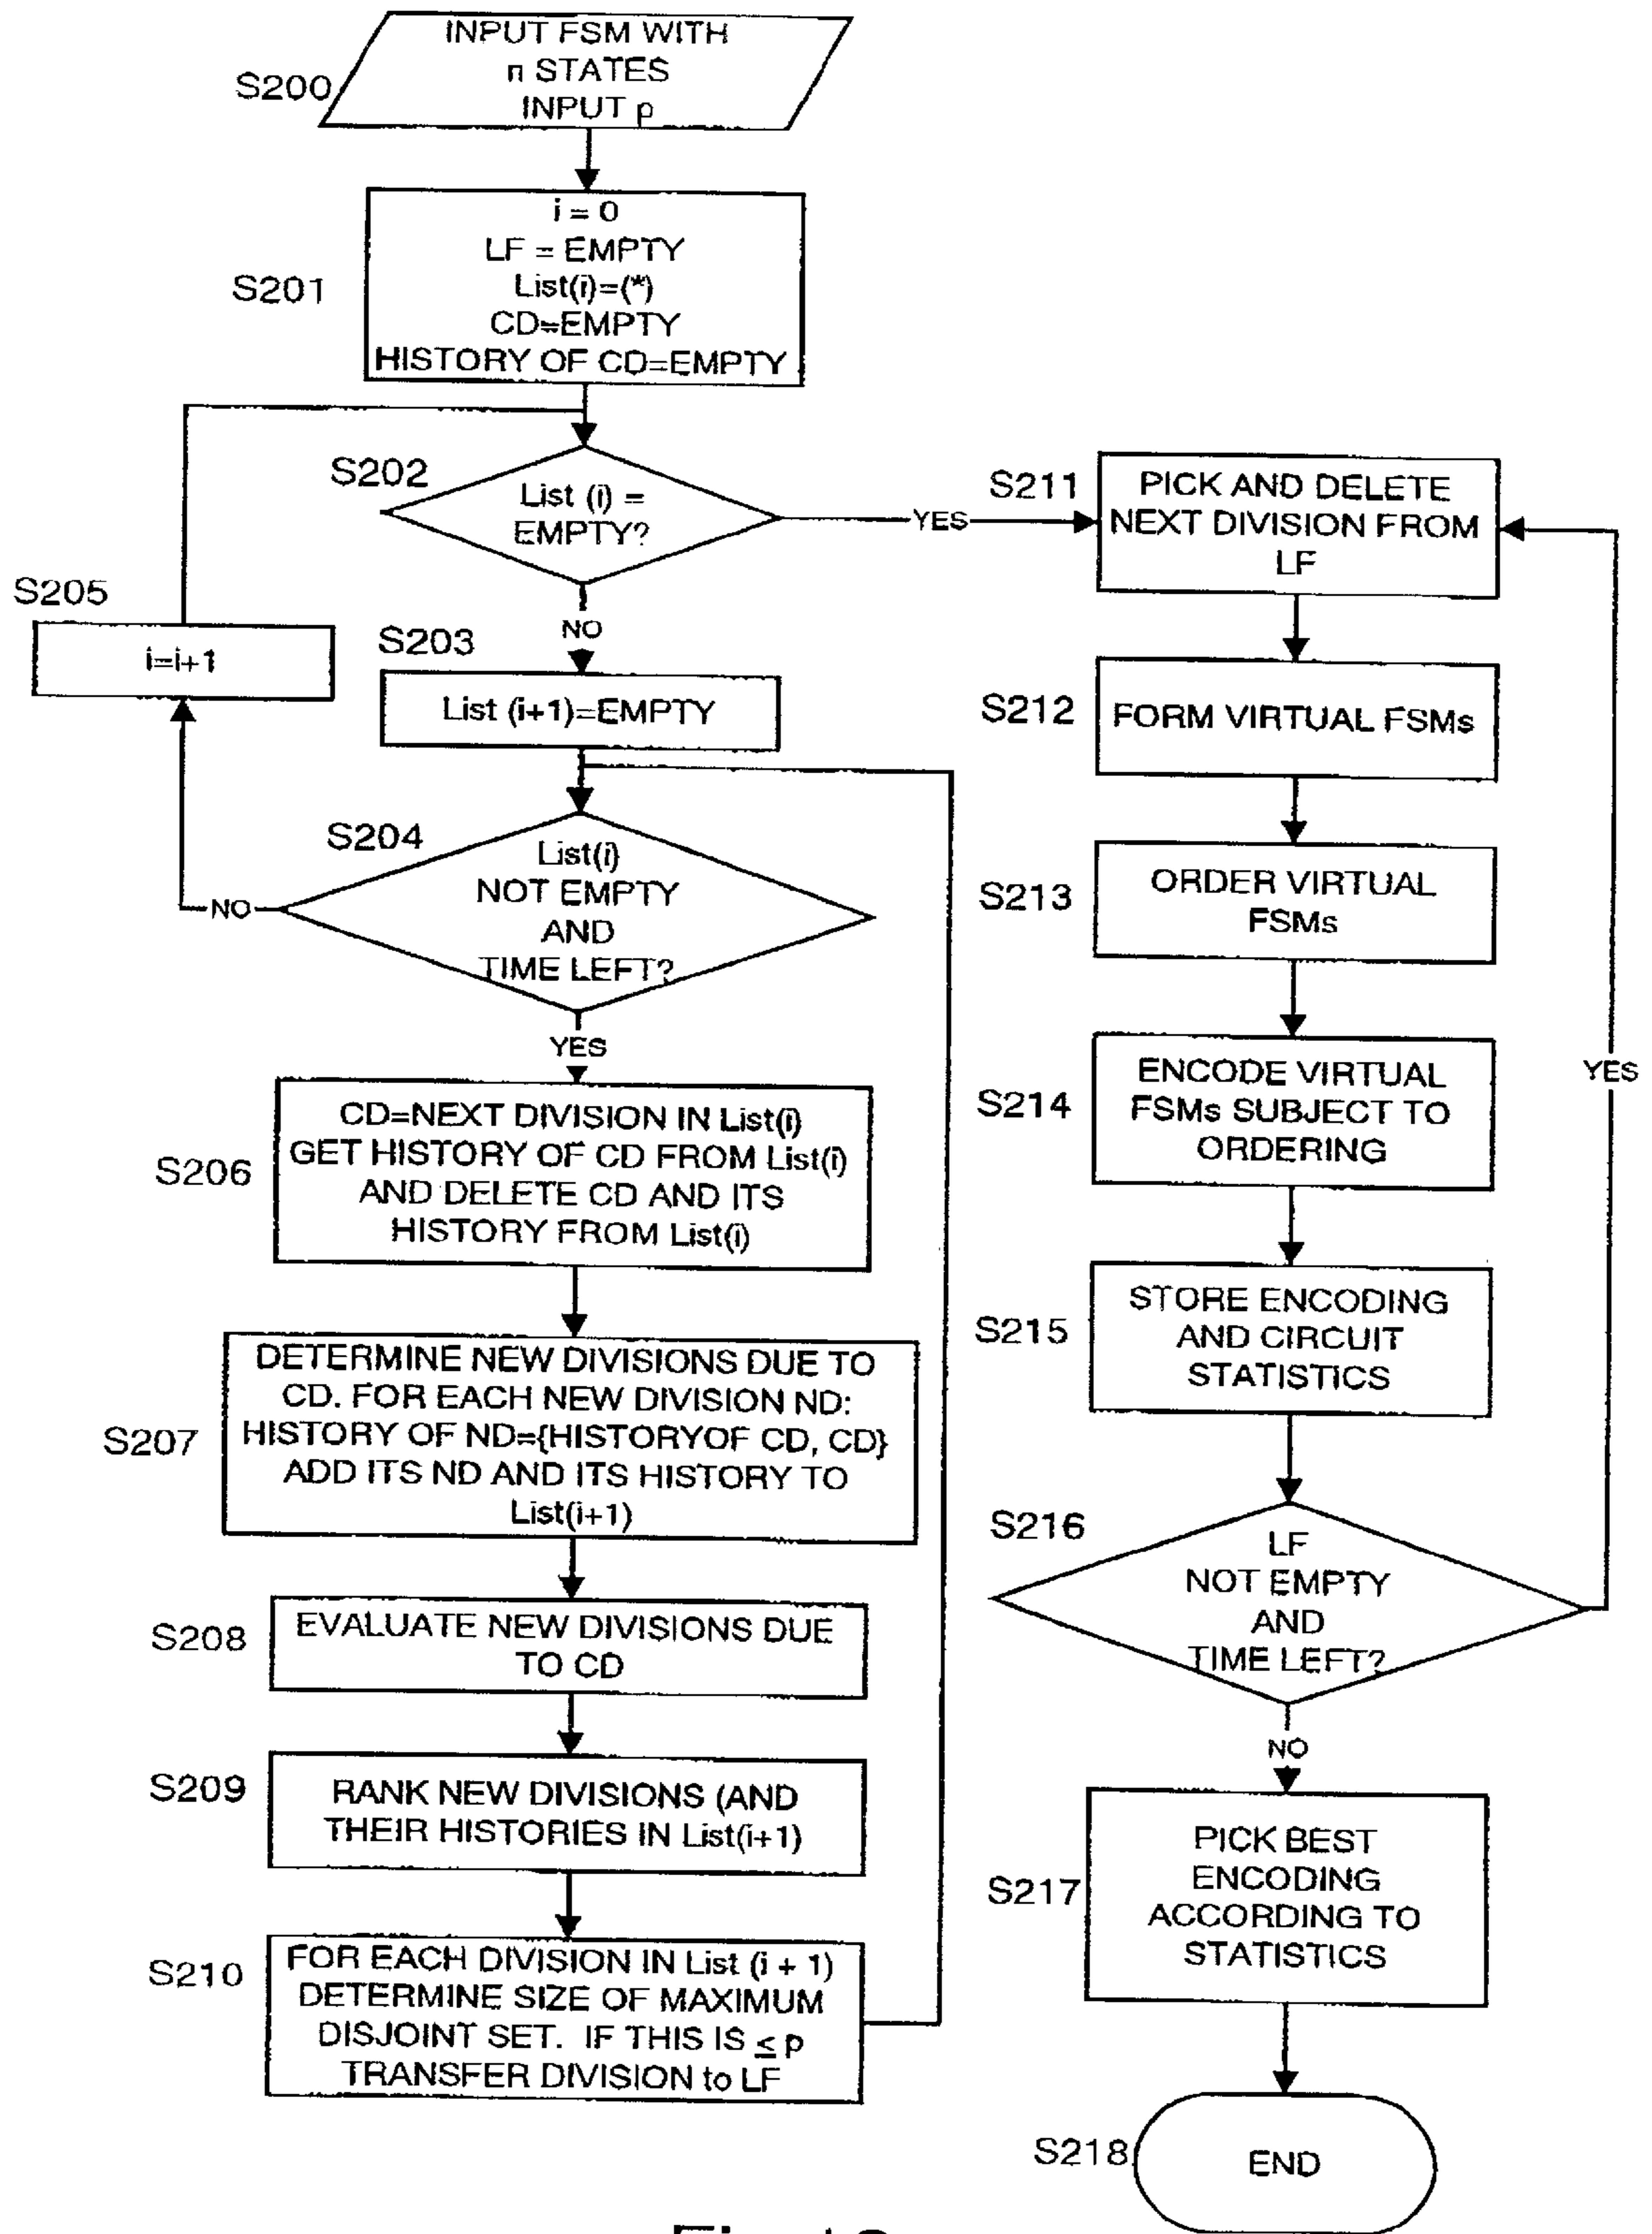 INPUT FSM WITH
n STATES
INPUT p
S200
i = 0
LF = EMPTY
List(i)=(*)
CD=EMPTY
HISTORY OF CD=EMPTY
S201
S202
List (i) =
EMPTY?
YES
NO
S205
i=i+1
S203
List (i+1)=EMPTY
S204
List(i)
NOT EMPTY
AND
TIME LEFT?
NO
YES
S206
CD=NEXT DIVISION IN List(i)
GET HISTORY OF CD FROM List(i)
AND DELETE CD AND ITS
HISTORY FROM List(i)
S207
DETERMINE NEW DIVISIONS DUE TO
CD. FOR EACH NEW DIVISION ND:
HISTORY OF ND={HISTORYOF CD, CD}
ADD ITS ND AND ITS HISTORY TO
List(i+1)
S208
EVALUATE NEW DIVISIONS DUE
TO CD
S209
RANK NEW DIVISIONS (AND
THEIR HISTORIES IN List(i+1)
S210
FOR EACH DIVISION IN List (i + 1)
DETERMINE SIZE OF MAXIMUM
DISJOINT SET. IF THIS IS ≤ p
TRANSFER DIVISION to LF
S211
PICK AND DELETE
NEXT DIVISION FROM
LF
S212
FORM VIRTUAL FSMs
S213
ORDER VIRTUAL
FSMs
S214
ENCODE VIRTUAL
FSMs SUBJECT TO
ORDERING
YES
S215
STORE ENCODING
AND CIRCUIT
STATISTICS
S216
LF
NOT EMPTY
AND
TIME LEFT?
NO
S217
PICK BEST
ENCODING
ACCORDING TO
STATISTICS
S218
END